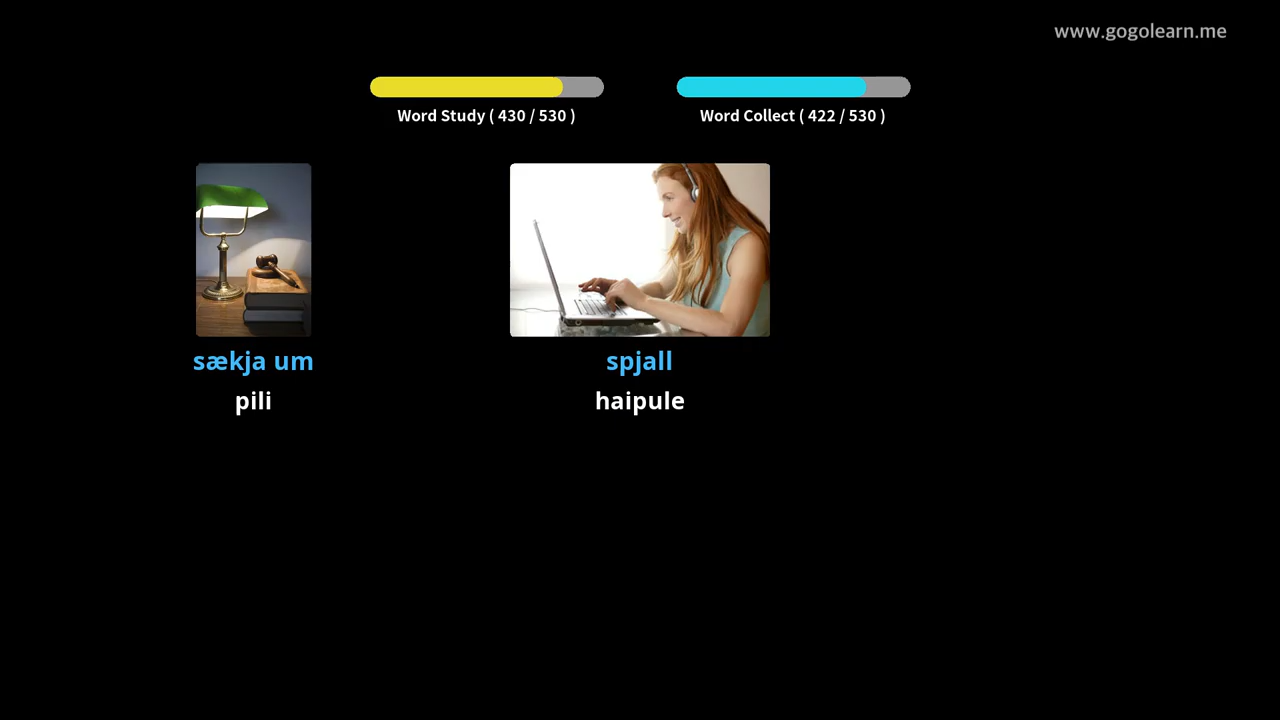 www.gogolearn.me
Word Study ( 430 / 530 )
Word Collect ( 422 / 530 )
sækja um
spjall
pili
haipule